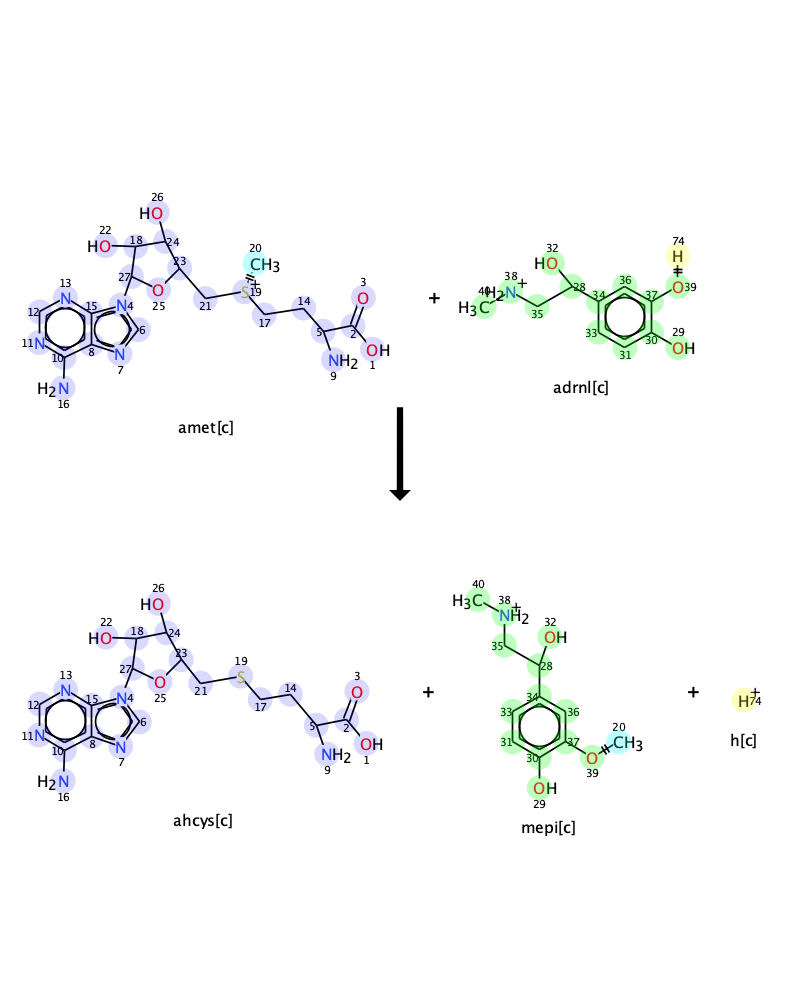 26
HO
22
HO
18
24
20
CH3
23
27
O
25
19
S
+
21
17
14
3
O
5
2
OH
1
NH2
9
13
N
12
15
N
4
6
11
N
10
8
N
7
H2N
16
amet[c]
+
74
H
32
HO
38
40
H2
N
+
H3C
35
28
34
36
37
O
39
33
31
30
29
OH
adrnl[c]
26
HO
22
HO
18
24
23
27
O
25
21
19
S
17
14
3
O
5
2
OH
1
NH2
9
13
N
12
15
N
4
6
11
N
10
8
N
7
H2N
16
ahcys[c]
+
40
H3C
38
+
NH2
32
OH
35
28
34
33
36
31
37
30
20
CH3
O
39
OH
29
mepi[c]
+
H
+
74
h[c]